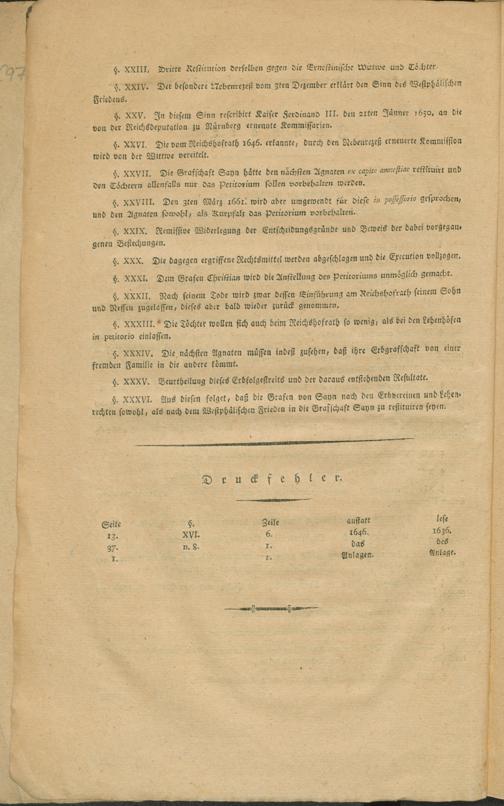 97
§. XXIII. Dritte Restitution derselben gegen die Ernestinische Wittwe und Töchter.
§. XXIV. Der besondere Nebenrezeß vom 3ten Dezember erklärt den Sinn des Westphälischen
Friedens.
§. XXV. In diesem Sinn rescribirt Kaiser Ferdinand III. den 21ten Jänner 1650. an die
von der Reichsdeputation zu Nürnberg ernennte Kommissarien.
§. XXVI. Die vom Reichshofrath 1646. erkannte, durch den Nebenrezeß erneuerte Kommission
wird von der Wittwe vereitelt.
§. XXVII. Die Grafschaft Sayn hätte den nächsten Agnaten ex capite amnestiae restituirt und
den Töchtern allenfalls nur das Petitorium sollen vorbehalten werden.
§. XXVIII. Den 3ten März 1661. wird aber umgewendt für diese in possessorio gesprochen,
und den Agnaten sowohl, als Kurpfalz das Petitorium vorbehalten.
§. XXIX. Remissive Widerlegung der Entscheidungsgründe und Beweis der dabei vorgegan-
genen Bestechungen.
§. XXX. Die dagegen ergriffene Rechtsmittel werden abgeschlagen und die Execution vollzogen.
§. XXXI. Dem Grafen Christian wird die Anstellung des Petitoriums unmöglich gemacht.
§. XXXII. Nach seinem Tode wird zwar dessen Einführung am Reichshofrath seinem Sohn
und Neffen zugelassen, dieses aber bald wieder zurück genommen.
§. XXXIII. Die Töchter wollen sich auch beim Reichshofrath so wenig, als bei den Lehenhöfen
in petitorio einlassen.
§. XXXIV. Die nächsten Agnaten müssen indeß zusehen, daß ihre Erbgrafschaft von einer
fremden Familie in die andere kömmt.
§. XXXV. Beurtheilung dieses Erbfolgestreits und der daraus entstehenden Resultate.
§. XXXVI. Aus diesen folget, daß die Grafen von Sayn nach den Erbvereinen und Lehen-
rechten sowohl, als nach dem Westphälischen Frieden in die Grafschaft Sayn zu restituiren seyen.
Druckfehler.
Seite §. Zeile anstatt lese
13. XVI. 6. 1646. 1636.
37. n. 8. 1. das des
1. 2. Anlagen. Anlage.